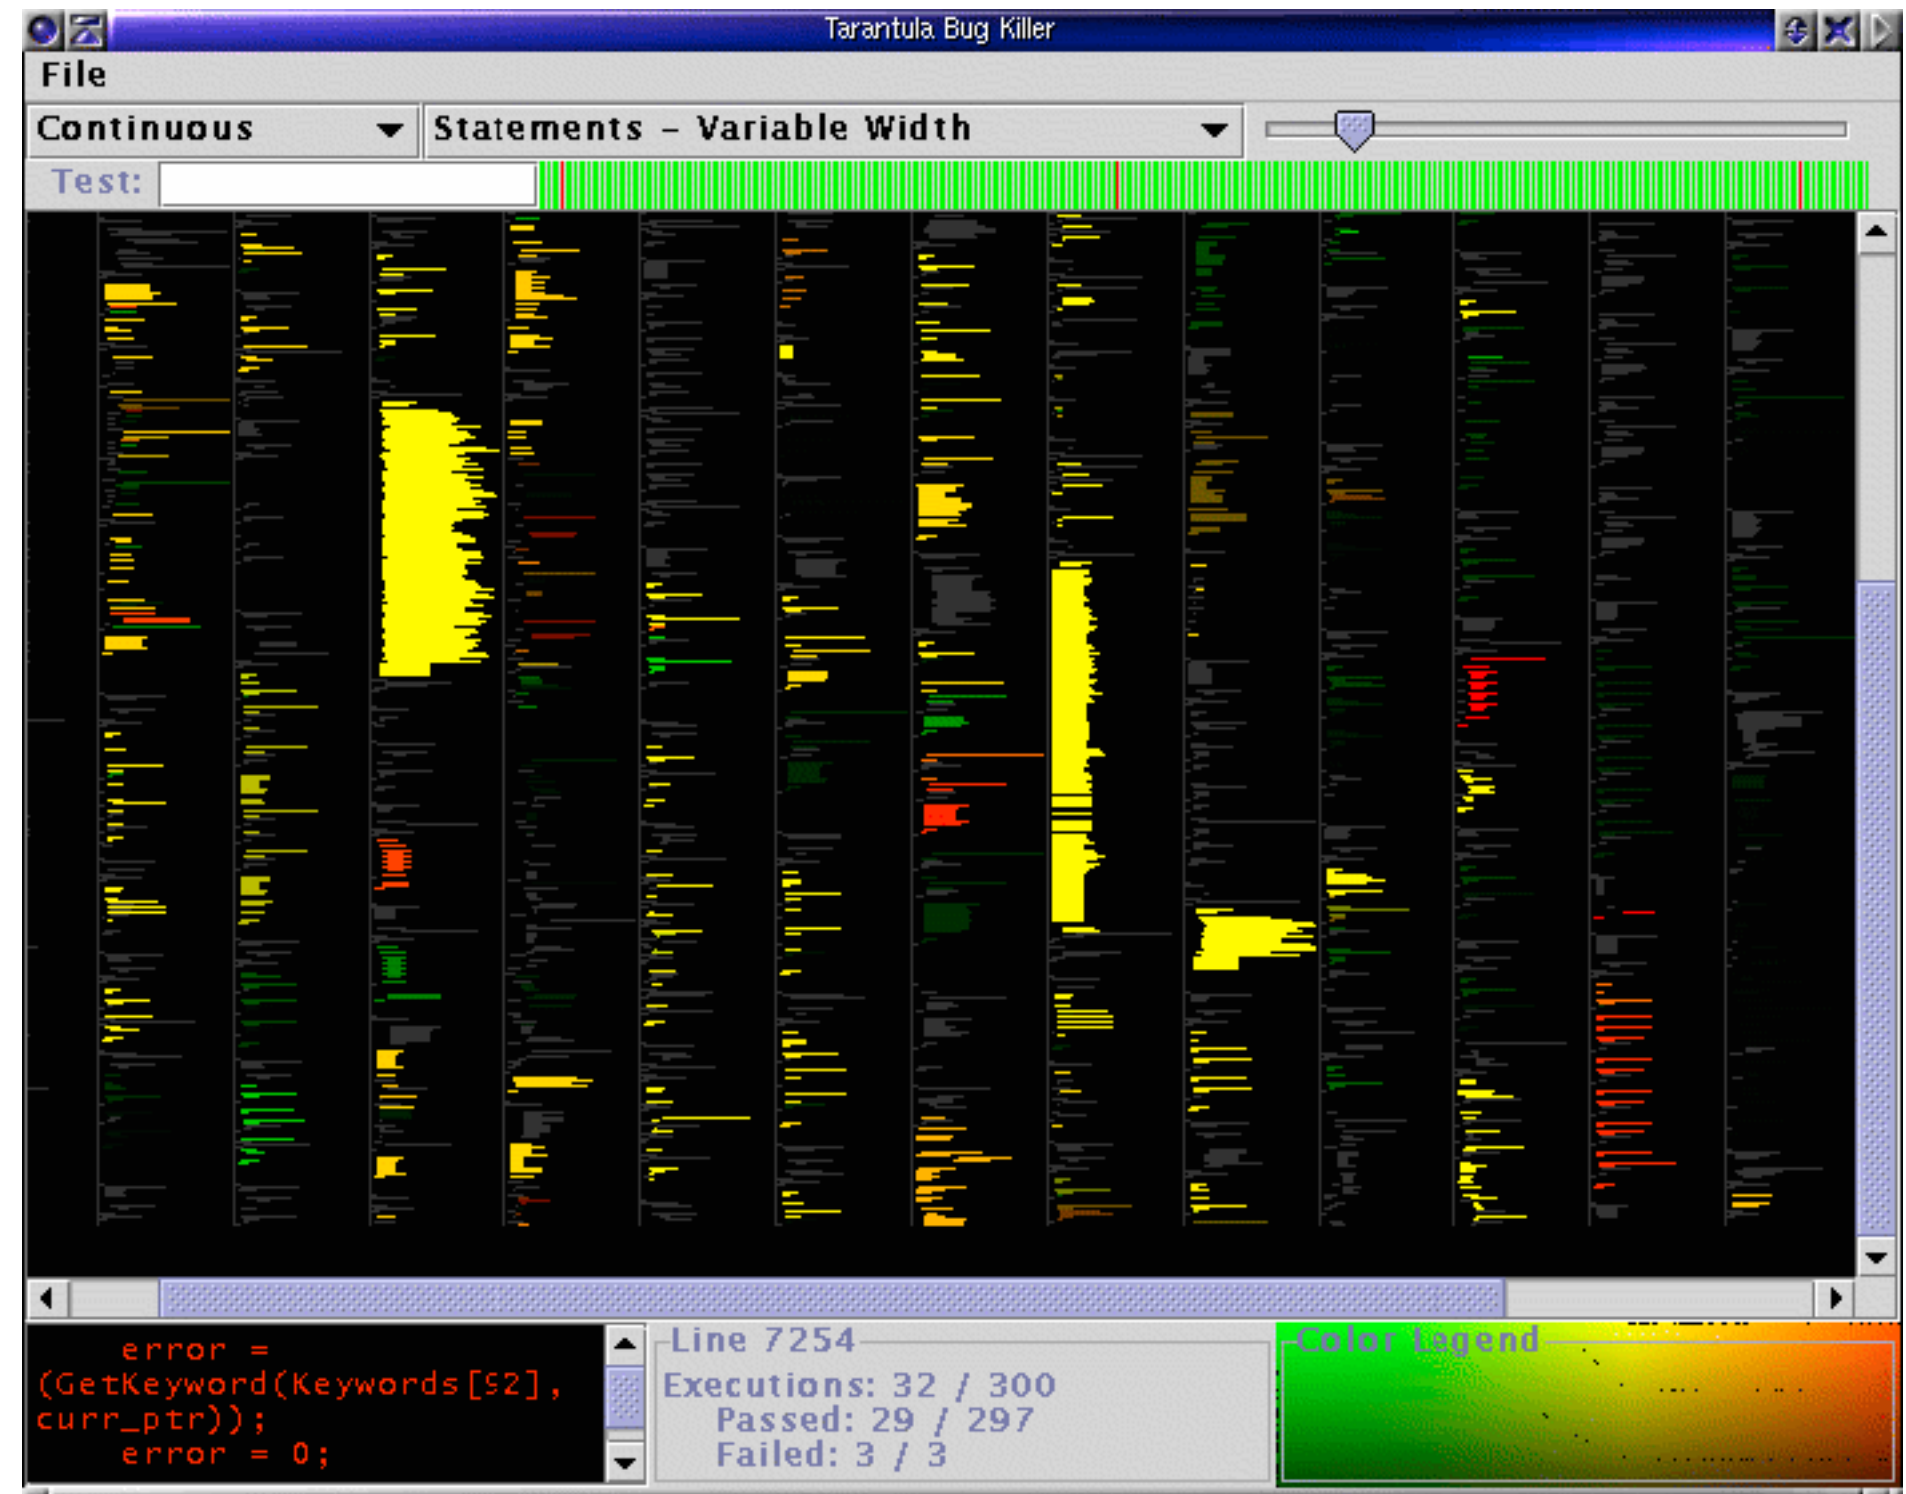 Tarantula Bug Killer
File
Continuous
Statements – Variable Width
Test:
error =
(GetKeyword(Keywords[92],
curr_ptr));
error = 0;
Line 7254
Executions: 32 / 300
Passed: 29 / 297
Failed: 3 / 3
Color Legend